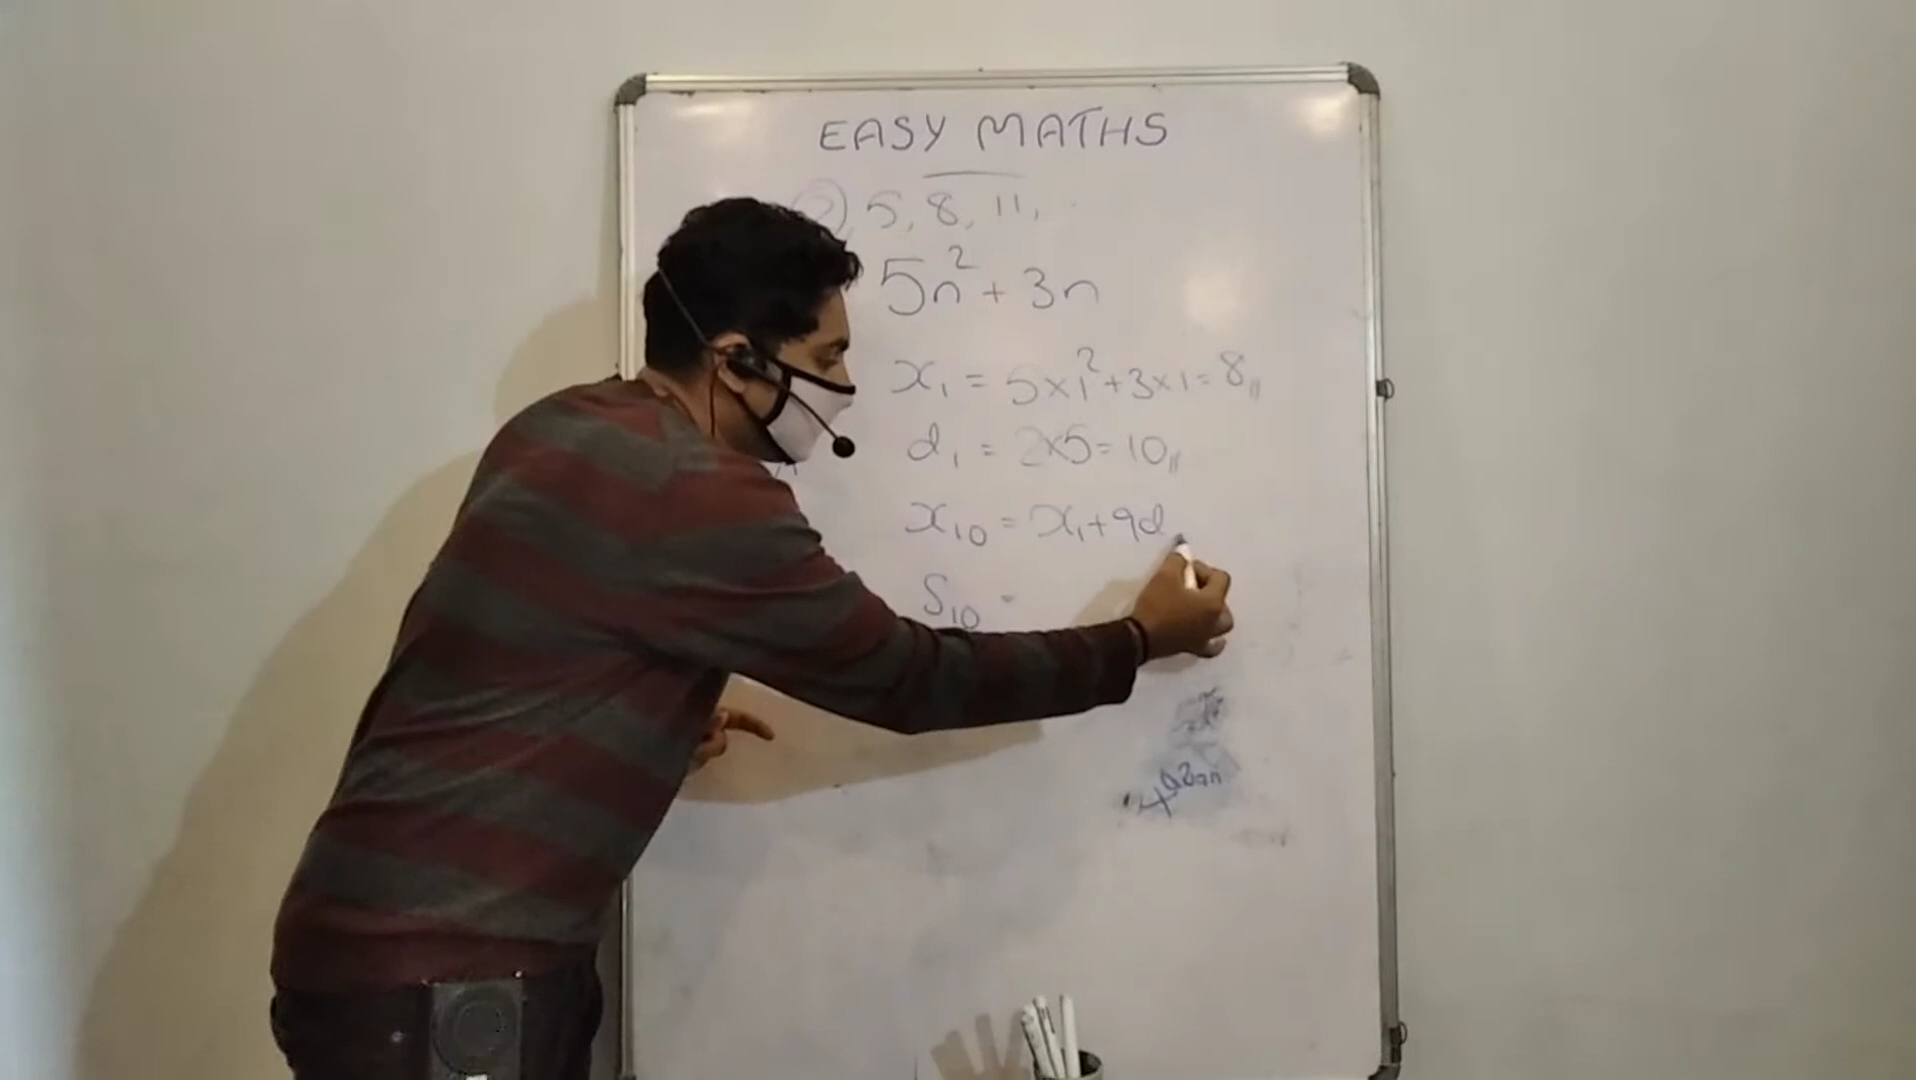 EASY MATHS
5, 8, 11,
5n² + 3n
x₁ = 5×1² + 3×1 = 8
d₁ = 2×5 = 10
x₁₀ = x₁ + 9d
S₁₀ =